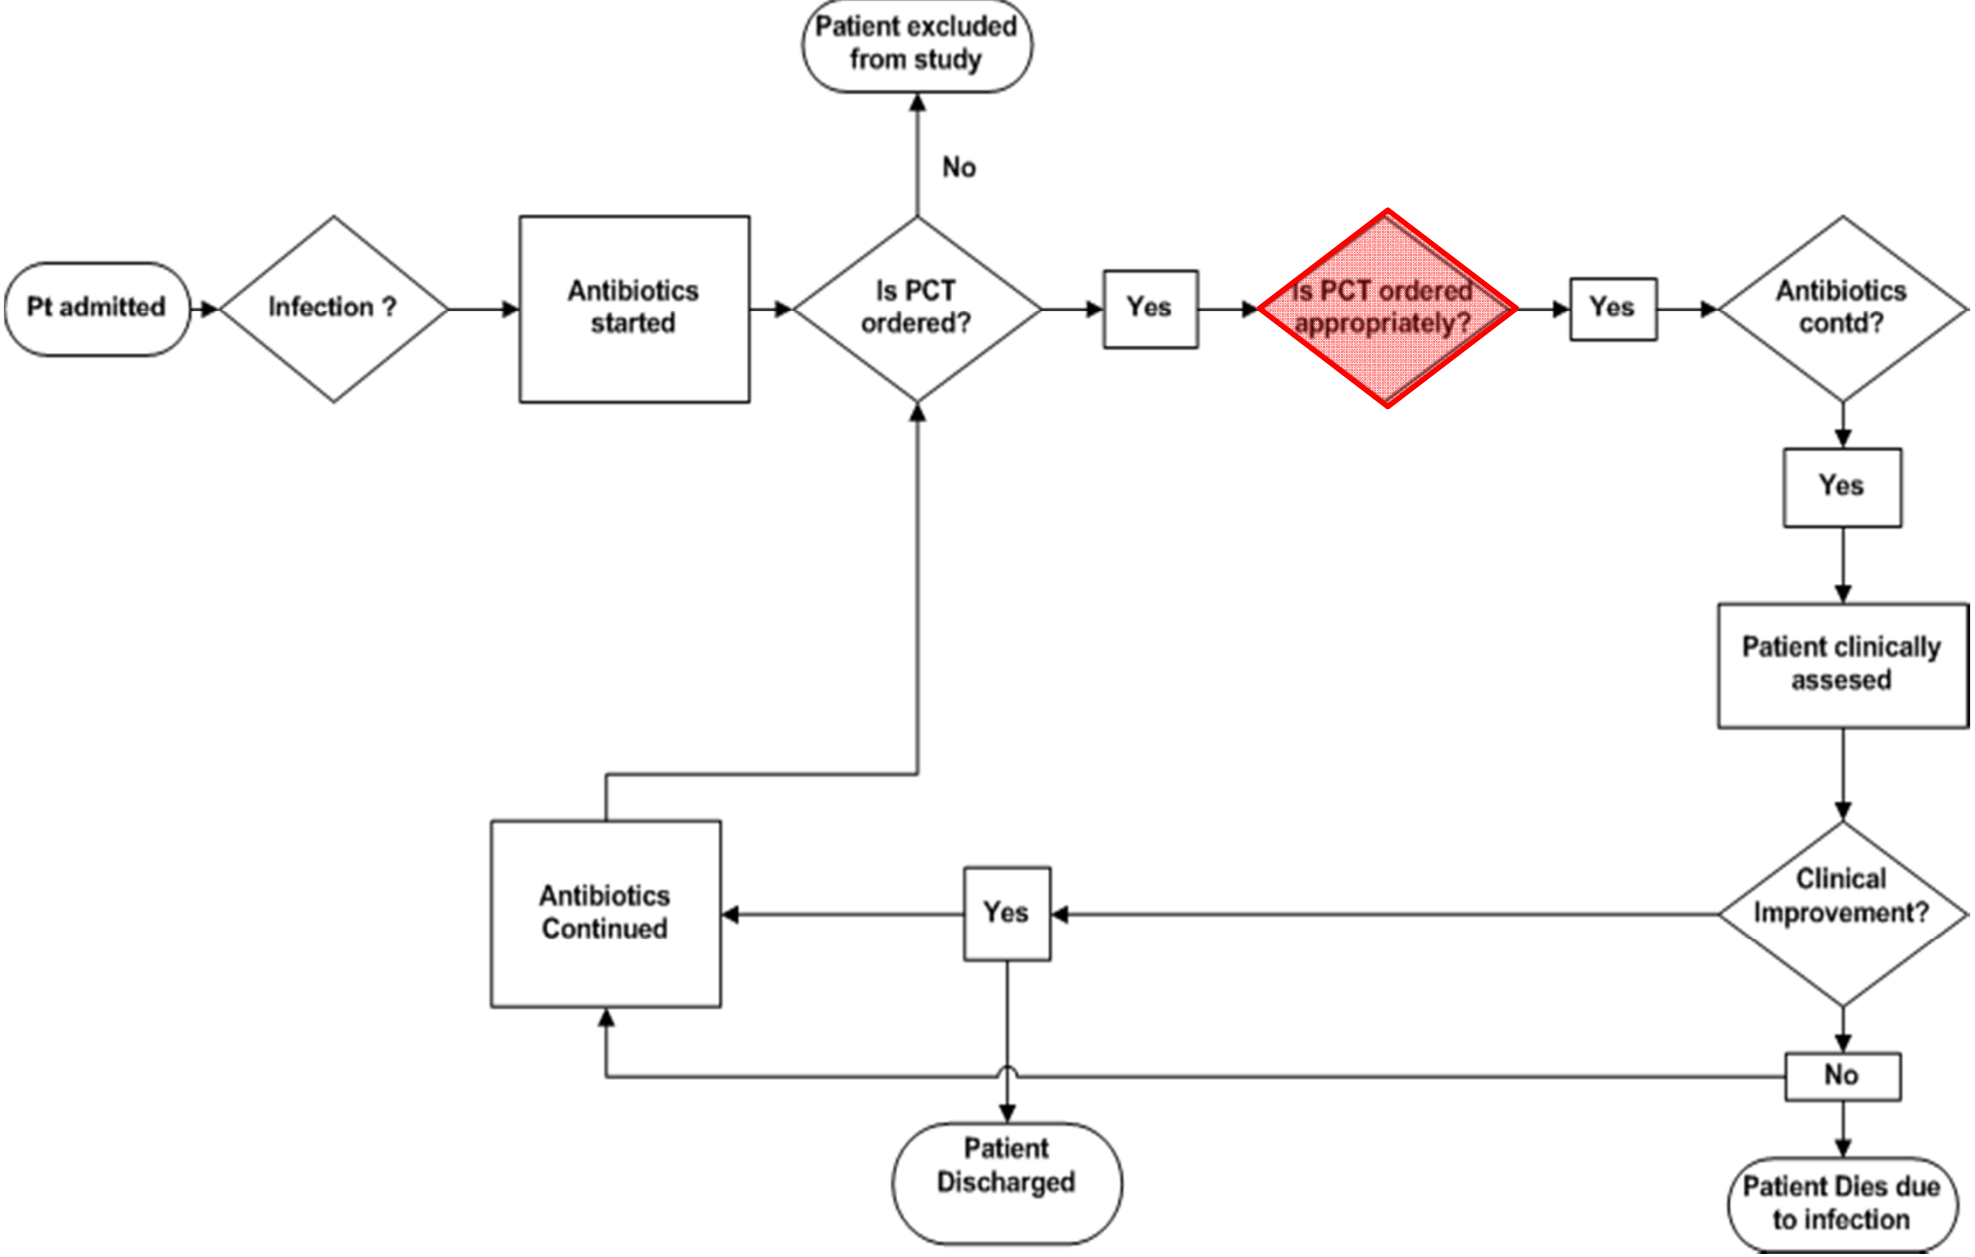 Patient excluded
from study
No
Pt admitted
Infection ?
Antibiotics
started
Is PCT
ordered?
Yes
Is PCT ordered
appropriately?
Yes
Antibiotics
contd?
Yes
Patient clinically
assesed
Clinical
Improvement?
Yes
Antibiotics
Continued
No
Patient
Discharged
Patient Dies due
to infection